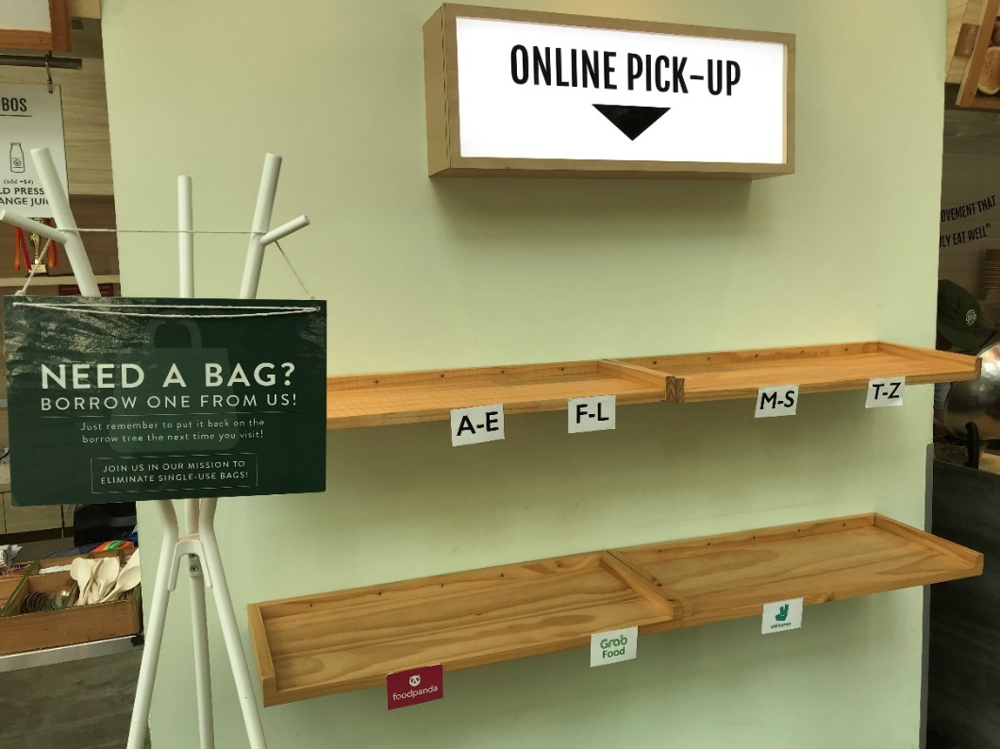 ONLINE PICK-UP
BOS
(add +$4)
LD PRESS
ANGE JUI
OVEMENT THAT
LY EAT WELL"
NEED A BAG?
BORROW ONE FROM US!
Just remember to put it back on the
borrow tree the next time you visit!
JOIN US IN OUR MISSION TO
ELIMINATE SINGLE-USE BAGS!
A-E
F-L
M-S
T-Z
foodpanda
Grab
Food
deliveroo